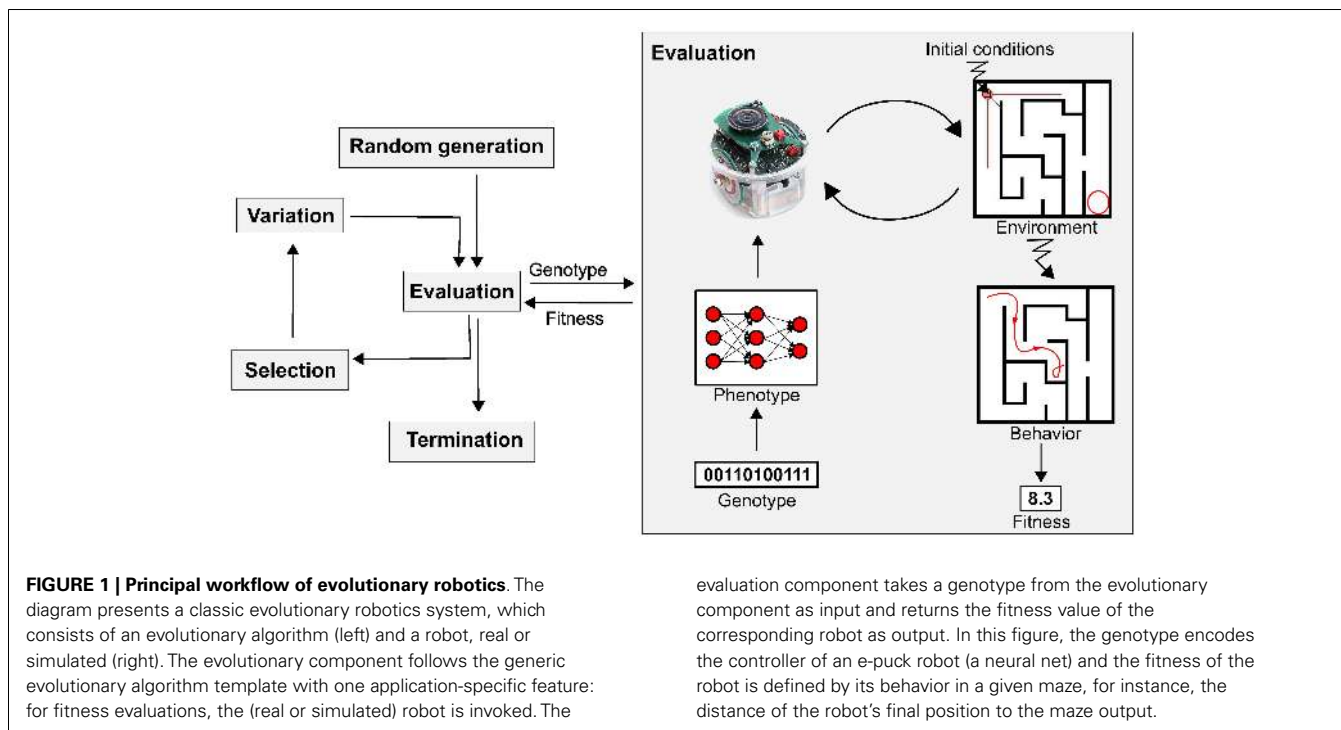 Random generation
Variation
Evaluation
Selection
Termination
Genotype
Fitness
Evaluation
Initial conditions
Environment
Phenotype
Behavior
00110100111
Genotype
8.3
Fitness
FIGURE 1 | Principal workflow of evolutionary robotics. The
diagram presents a classic evolutionary robotics system, which
consists of an evolutionary algorithm (left) and a robot, real or
simulated (right). The evolutionary component follows the generic
evolutionary algorithm template with one application-specific feature:
for fitness evaluations, the (real or simulated) robot is invoked. The
evaluation component takes a genotype from the evolutionary
component as input and returns the fitness value of the
corresponding robot as output. In this figure, the genotype encodes
the controller of an e-puck robot (a neural net) and the fitness of the
robot is defined by its behavior in a given maze, for instance, the
distance of the robot's final position to the maze output.